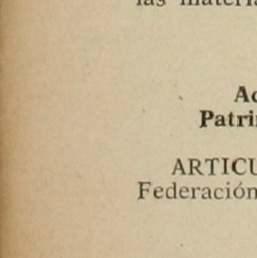 las materia
Ac
Patri
ARTICU
Federación